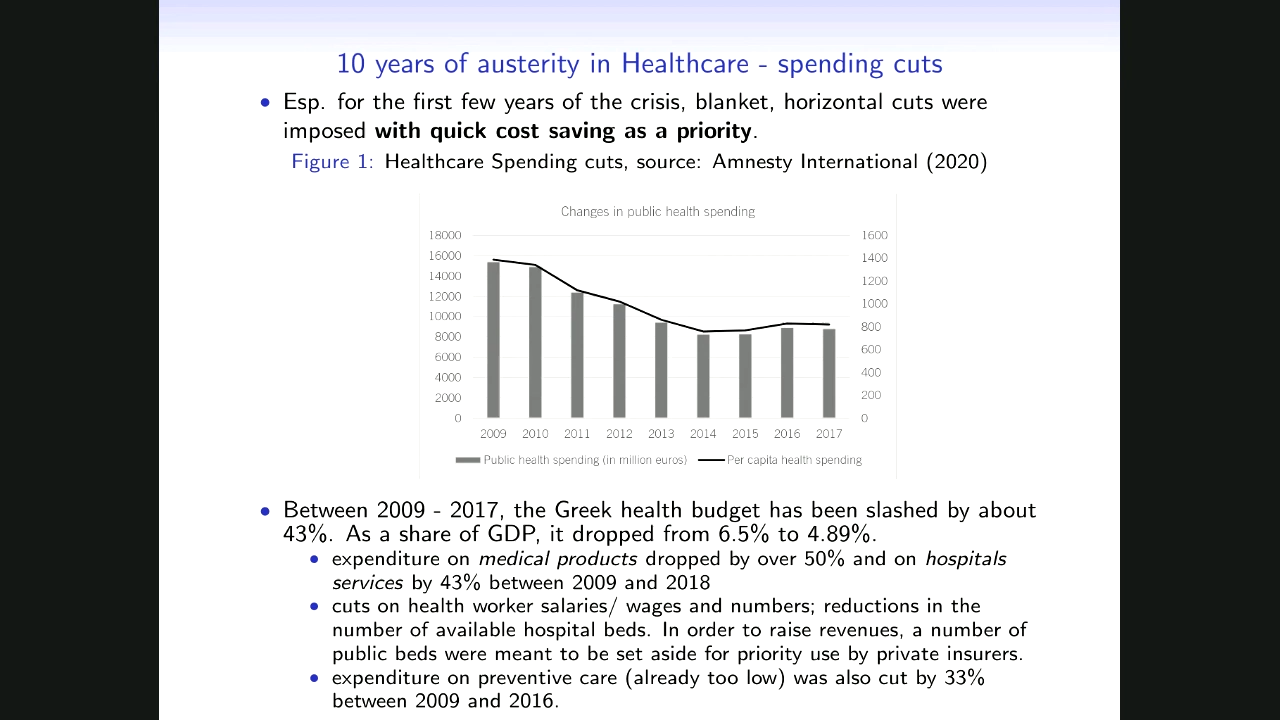 10 years of austerity in Healthcare - spending cuts
• Esp. for the first few years of the crisis, blanket, horizontal cuts were
imposed with quick cost saving as a priority.
Figure 1: Healthcare Spending cuts, source: Amnesty International (2020)
Changes in public health spending
18000
16000
14000
12000
10000
8000
6000
4000
2000
0
1600
1400
1200
1000
800
600
400
200
0
2009 2010 2011 2012 2013 2014 2015 2016 2017
Public health spending (in million euros) Per capita health spending
• Between 2009 - 2017, the Greek health budget has been slashed by about
43%. As a share of GDP, it dropped from 6.5% to 4.89%.
• expenditure on medical products dropped by over 50% and on hospitals
services by 43% between 2009 and 2018
• cuts on health worker salaries/ wages and numbers; reductions in the
number of available hospital beds. In order to raise revenues, a number of
public beds were meant to be set aside for priority use by private insurers.
• expenditure on preventive care (already too low) was also cut by 33%
between 2009 and 2016.